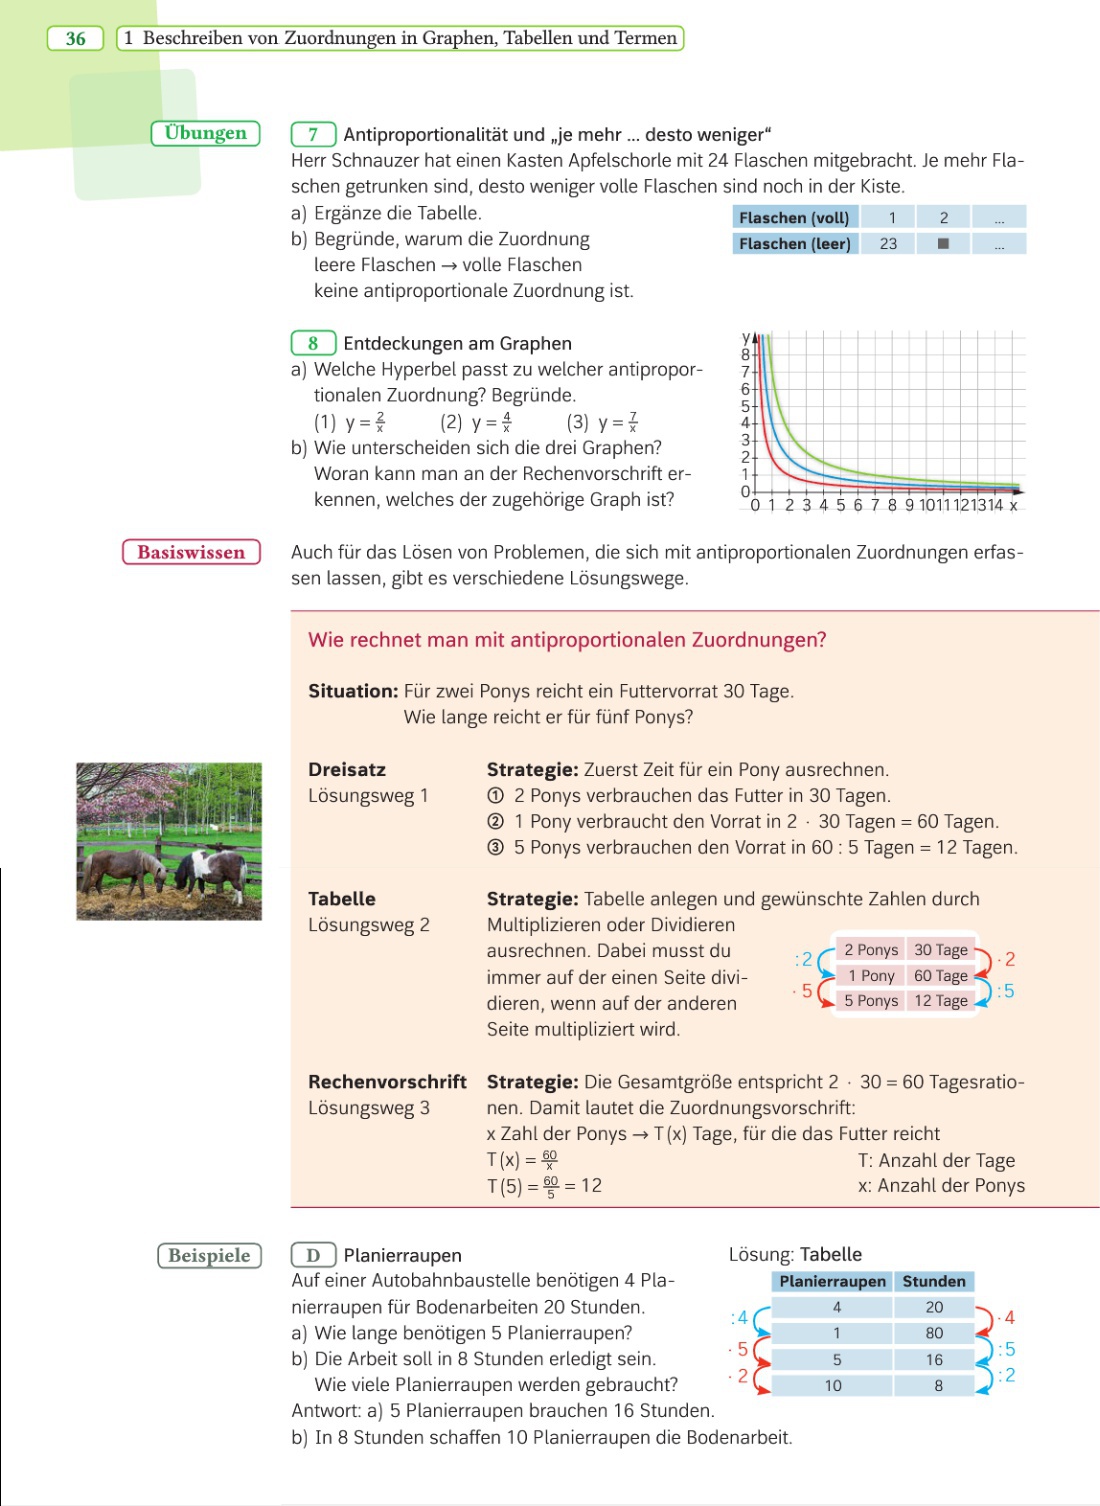 36
1 Beschreiben von Zuordnungen in Graphen, Tabellen und Termen
Übungen
7 Antiproportionalität und „je mehr ... desto weniger“
Herr Schnauzer hat einen Kasten Apfelschorle mit 24 Flaschen mitgebracht. Je mehr Fla-
schen getrunken sind, desto weniger volle Flaschen sind noch in der Kiste.
a) Ergänze die Tabelle.
b) Begründe, warum die Zuordnung
leere Flaschen → volle Flaschen
keine antiproportionale Zuordnung ist.
Flaschen (voll) 1 2 ...
Flaschen (leer) 23 ■ ...
8 Entdeckungen am Graphen
a) Welche Hyperbel passt zu welcher antipropor-
tionalen Zuordnung? Begründe.
(1) y = 2/x (2) y = 4/x (3) y = 7/x
b) Wie unterscheiden sich die drei Graphen?
Woran kann man an der Rechenvorschrift er-
kennen, welches der zugehörige Graph ist?
y
8
7
6
5
4
3
2
1
0
0 1 2 3 4 5 6 7 8 9 10 11 12 13 14 x
Basiswissen
Auch für das Lösen von Problemen, die sich mit antiproportionalen Zuordnungen erfas-
sen lassen, gibt es verschiedene Lösungswege.
Wie rechnet man mit antiproportionalen Zuordnungen?
Situation: Für zwei Ponys reicht ein Futtervorrat 30 Tage.
Wie lange reicht er für fünf Ponys?
Dreisatz
Lösungsweg 1
Strategie: Zuerst Zeit für ein Pony ausrechnen.
① 2 Ponys verbrauchen das Futter in 30 Tagen.
② 1 Pony verbraucht den Vorrat in 2 · 30 Tagen = 60 Tagen.
③ 5 Ponys verbrauchen den Vorrat in 60 : 5 Tagen = 12 Tagen.
Tabelle
Lösungsweg 2
Strategie: Tabelle anlegen und gewünschte Zahlen durch
Multiplizieren oder Dividieren
ausrechnen. Dabei musst du
immer auf der einen Seite divi-
dieren, wenn auf der anderen
Seite multipliziert wird.
2 Ponys 30 Tage
:2 · 2
1 Pony 60 Tage
· 5 :5
5 Ponys 12 Tage
Rechenvorschrift
Lösungsweg 3
Strategie: Die Gesamtgröße entspricht 2 · 30 = 60 Tagesratio-
nen. Damit lautet die Zuordnungsvorschrift:
x Zahl der Ponys → T(x) Tage, für die das Futter reicht
T(x) = 60/x T: Anzahl der Tage
T(5) = 60/5 = 12 x: Anzahl der Ponys
Beispiele
D Planierraupen
Auf einer Autobahnbaustelle benötigen 4 Pla-
nierraupen für Bodenarbeiten 20 Stunden.
a) Wie lange benötigen 5 Planierraupen?
b) Die Arbeit soll in 8 Stunden erledigt sein.
Wie viele Planierraupen werden gebraucht?
Antwort: a) 5 Planierraupen brauchen 16 Stunden.
b) In 8 Stunden schaffen 10 Planierraupen die Bodenarbeit.
Lösung: Tabelle
Planierraupen Stunden
4 20
:4 · 4
1 80
· 5 :5
5 16
· 2 :2
10 8